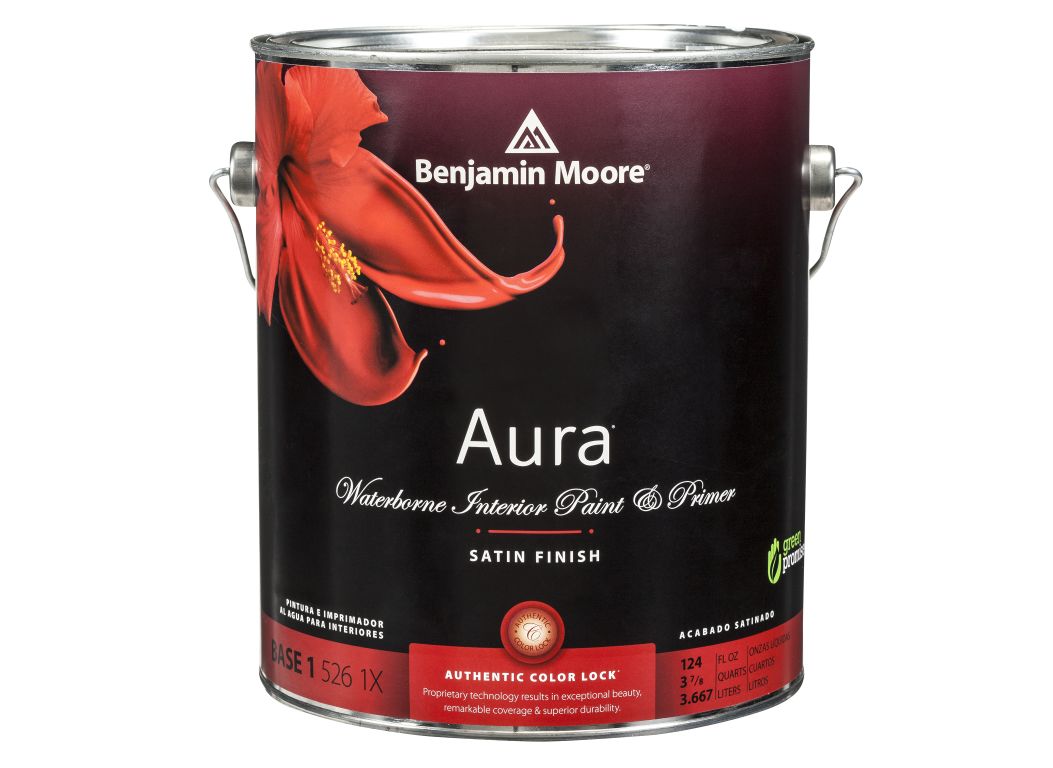 Benjamin Moore®
Aura
Waterborne Interior Paint & Primer
SATIN FINISH
green
promise
PINTURA E IMPRIMADOR
AL AGUA PARA INTERIORES
ACABADO SATINADO
BASE 1 526 1X
AUTHENTIC
COLOR LOCK
AUTHENTIC COLOR LOCK
Proprietary technology results in exceptional beauty,
remarkable coverage & superior durability.
124 FL OZ ONZAS LÍQUIDAS
3 7/8 QUARTS CUARTOS
3.667 LITERS LITROS